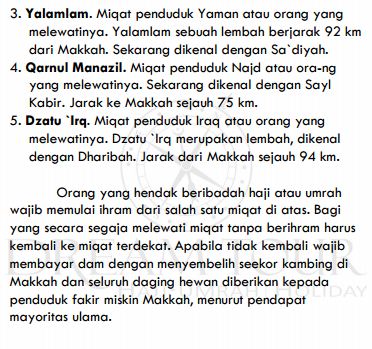 3. Yalamlam. Miqat penduduk Yaman atau orang yang
melewatinya. Yalamlam sebuah lembah berjarak 92 km
dari Makkah. Sekarang dikenal dengan Sa`diyah.
4. Qarnul Manazil. Miqat penduduk Najd atau ora-ng
yang melewatinya. Sekarang dikenal dengan Sayl
Kabir. Jarak ke Makkah sejauh 75 km.
5. Dzatu `Irq. Miqat penduduk Iraq atau orang yang
melewatinya. Dzatu `Irq merupakan lembah, dikenal
dengan Dharibah. Jarak dari Makkah sejauh 94 km.
Orang yang hendak beribadah haji atau umrah
wajib memulai ihram dari salah satu miqat di atas. Bagi
yang secara segaja melewati miqat tanpa berihram harus
kembali ke miqat terdekat. Apabila tidak kembali wajib
membayar dam dengan menyembelih seekor kambing di
Makkah dan seluruh daging hewan diberikan kepada
penduduk fakir miskin Makkah, menurut pendapat
mayoritas ulama.